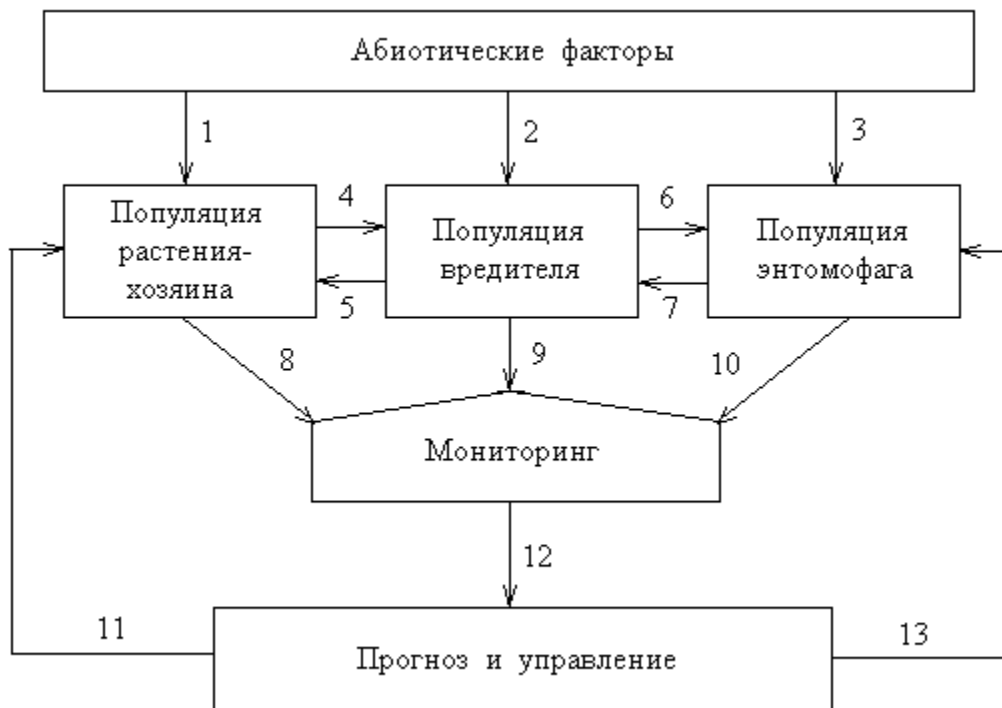 Абиотические факторы
1
2
3
Популяция
растения-
хозяина
4
5
Популяция
вредителя
6
7
Популяция
энтомофага
8
9
10
Мониторинг
12
11
Прогноз и управление
13